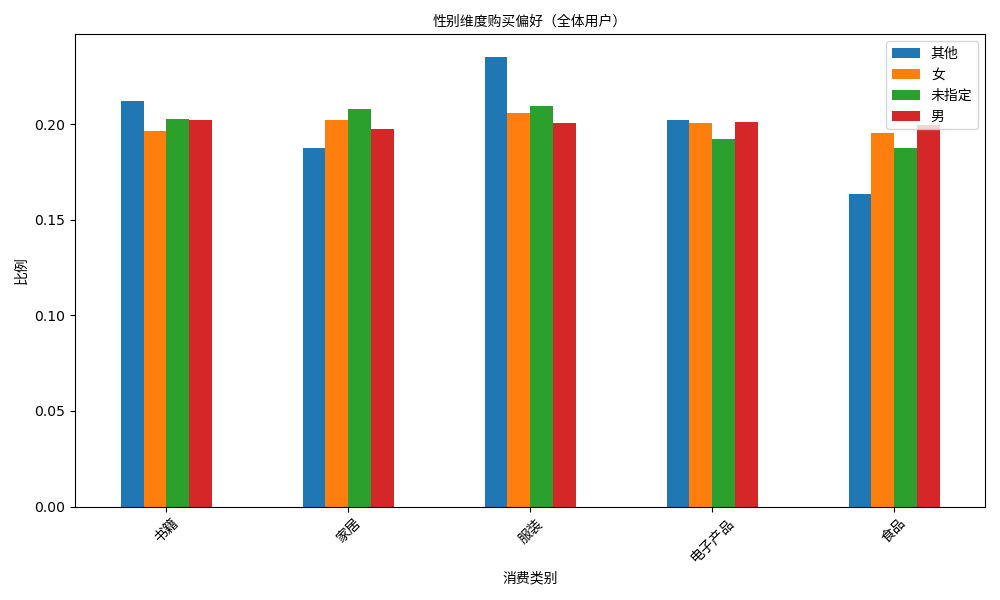 性别维度购买偏好（全体用户）
其他
女
未指定
男
比例
0.20
0.15
0.10
0.05
0.00
书籍
家居
服装
电子产品
食品
消费类别